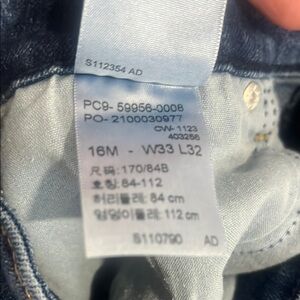 S112354 AD
PC9- 59956-0008
PO- 2100030977
CW- 1123
403256
16M - W33 L32
尺码: 170/84B
호칭: 84-112
허리둘레: 84 cm
엉덩이둘레: 112 cm
S110790 AD